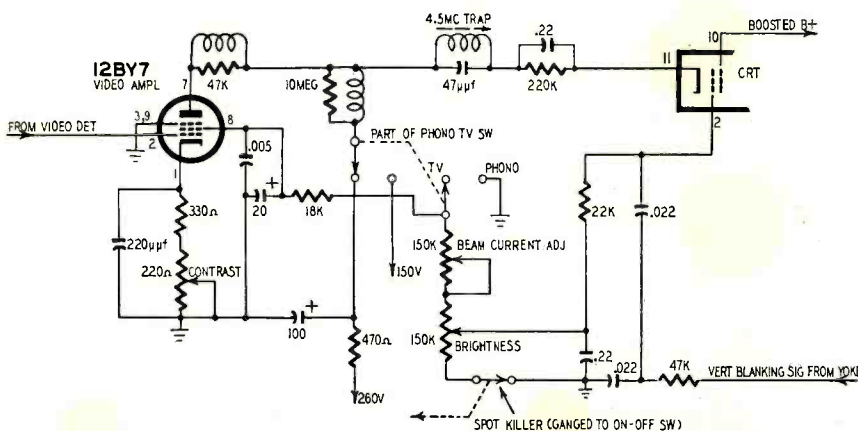 4.5MC TRAP
.22
10
BOOSTED B+
12BY7
VIDEO AMPL
7
47K
10MEG
47µµf
220K
11
CRT
2
FROM VIDEO DET
3,9
2
8
1
.005
PART OF PHONO TV SW
TV
PHONO
20
+
18K
330Ω
220µµf
220Ω
CONTRAST
150V
150K
BEAM CURRENT ADJ
22K
.022
100
+
470Ω
150K
BRIGHTNESS
.22
.022
47K
VERT BLANKING SIG FROM YOKE
260V
SPOT KILLER (GANGED TO ON-OFF SW)